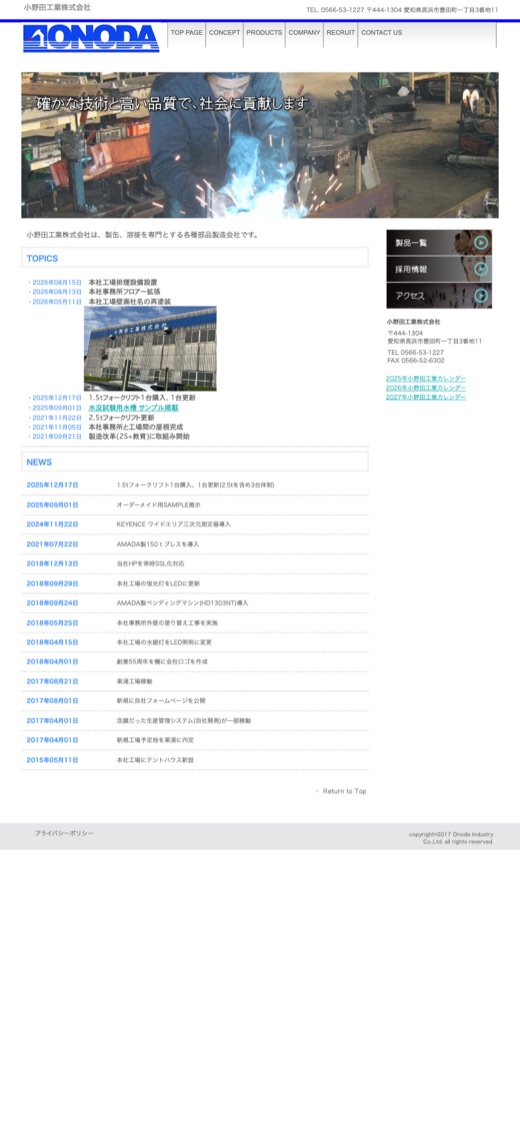 小野田工業株式会社
TEL. 0566-53-1227 〒444-1304 愛知県高浜市豊田町一丁目3番地11
ONODA
TOP PAGE
CONCEPT
PRODUCTS
COMPANY
RECRUIT
CONTACT US
確かな技術と高い品質で、社会に貢献します
小野田工業株式会社は、製缶、溶接を専門とする各種部品製造会社です。
TOPICS
・2026年08月15日 本社工場排煙設備設置
・2026年06月13日 本社事務所フロアー拡張
・2026年05月11日 本社工場壁画社名の再塗装
小野田工業株式会社
・2025年12月17日 1.5tフォークリフト1台購入、1台更新
・2025年09月01日 水没試験用水槽 サンプル掲載
・2021年11月22日 2.5tフォークリフト更新
・2021年11月05日 本社事務所と工場間の屋根完成
・2021年09月21日 製造改革(2S+教育)に取組み開始
NEWS
2025年12月17日 1.5tフォークリフト1台購入、1台更新(2.5tを含め3台体制)
2025年09月01日 オーダーメイド用SAMPLE掲示
2024年11月22日 KEYENCE ワイドエリア三次元測定器導入
2021年07月22日 AMADA製150ｔプレスを導入
2018年12月13日 当社HPを常時SSL化対応
2018年09月29日 本社工場の蛍光灯をLEDに更新
2018年09月24日 AMADA製ベンディングマシン(HD1303NT)導入
2018年05月25日 本社事務所外壁の塗り替え工事を実施
2018年04月15日 本社工場の水銀灯をLED照明に変更
2018年04月01日 創業55周年を機に会社ロゴを作成
2017年08月21日 東浦工場稼動
2017年08月01日 新規に自社フォームページを公開
2017年04月01日 念願だった生産管理システム(自社開発)が一部稼動
2017年04月01日 新規工場予定地を東浦に内定
2015年05月11日 本社工場にテントハウス新設
Return to Top
製品一覧
採用情報
アクセス
小野田工業株式会社
〒444-1304
愛知県高浜市豊田町一丁目3番地11
TEL 0566-53-1227
FAX 0566-52-6302
2025年小野田工業カレンダー
2026年小野田工業カレンダー
2027年小野田工業カレンダー
プライバシーポリシー
copyright©2017 Onoda Industry
Co.,Ltd. all rights reserved.